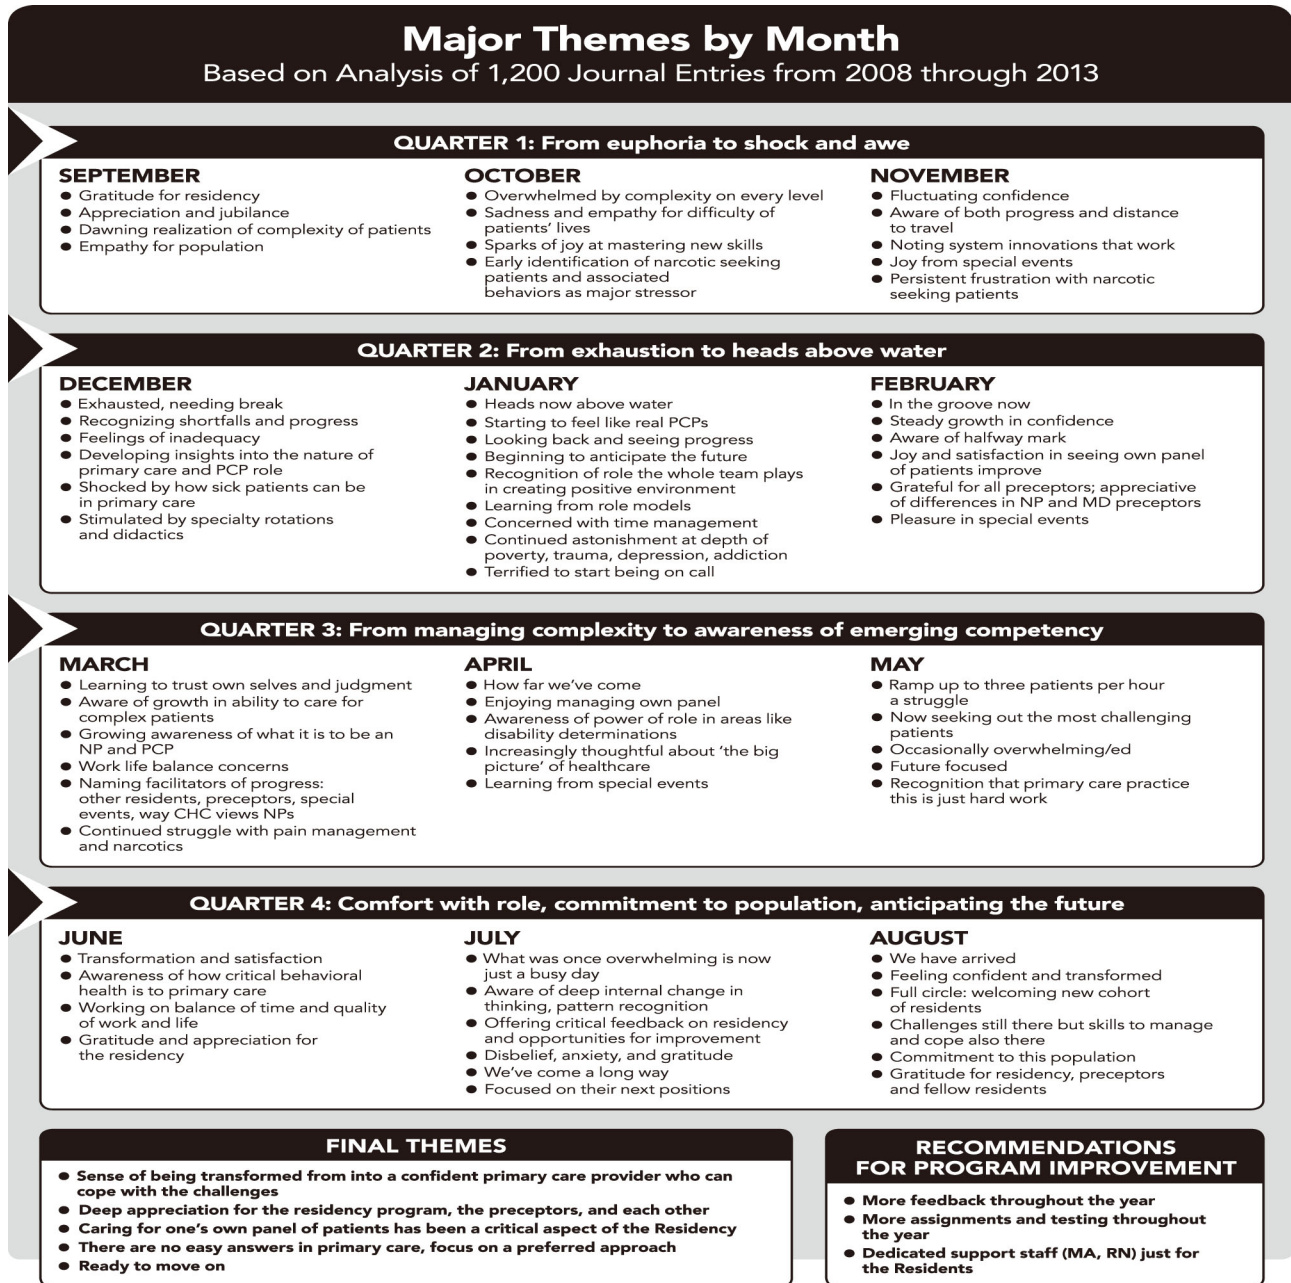 Major Themes by Month
Based on Analysis of 1,200 Journal Entries from 2008 through 2013
QUARTER 1: From euphoria to shock and awe
SEPTEMBER
● Gratitude for residency
● Appreciation and jubilance
● Dawning realization of complexity of patients
● Empathy for population
OCTOBER
● Overwhelmed by complexity on every level
● Sadness and empathy for difficulty of
patients' lives
● Sparks of joy at mastering new skills
● Early identification of narcotic seeking
patients and associated
behaviors as major stressor
NOVEMBER
● Fluctuating confidence
● Aware of both progress and distance
to travel
● Noting system innovations that work
● Joy from special events
● Persistent frustration with narcotic
seeking patients
QUARTER 2: From exhaustion to heads above water
DECEMBER
● Exhausted, needing break
● Recognizing shortfalls and progress
● Feelings of inadequacy
● Developing insights into the nature of
primary care and PCP role
● Shocked by how sick patients can be
in primary care
● Stimulated by specialty rotations
and didactics
JANUARY
● Heads now above water
● Starting to feel like real PCPs
● Looking back and seeing progress
● Beginning to anticipate the future
● Recognition of role the whole team plays
in creating positive environment
● Learning from role models
● Concerned with time management
● Continued astonishment at depth of
poverty, trauma, depression, addiction
● Terrified to start being on call
FEBRUARY
● In the groove now
● Steady growth in confidence
● Aware of halfway mark
● Joy and satisfaction in seeing own panel
of patients improve
● Grateful for all preceptors; appreciative
of differences in NP and MD preceptors
● Pleasure in special events
QUARTER 3: From managing complexity to awareness of emerging competency
MARCH
● Learning to trust own selves and judgment
● Aware of growth in ability to care for
complex patients
● Growing awareness of what it is to be an
NP and PCP
● Work life balance concerns
● Naming facilitators of progress:
other residents, preceptors, special
events, way CHC views NPs
● Continued struggle with pain management
and narcotics
APRIL
● How far we've come
● Enjoying managing own panel
● Awareness of power of role in areas like
disability determinations
● Increasingly thoughtful about 'the big
picture' of healthcare
● Learning from special events
MAY
● Ramp up to three patients per hour
a struggle
● Now seeking out the most challenging
patients
● Occasionally overwhelming/ed
● Future focused
● Recognition that primary care practice
this is just hard work
QUARTER 4: Comfort with role, commitment to population, anticipating the future
JUNE
● Transformation and satisfaction
● Awareness of how critical behavioral
health is to primary care
● Working on balance of time and quality
of work and life
● Gratitude and appreciation for
the residency
JULY
● What was once overwhelming is now
just a busy day
● Aware of deep internal change in
thinking, pattern recognition
● Offering critical feedback on residency
and opportunities for improvement
● Disbelief, anxiety, and gratitude
● We've come a long way
● Focused on their next positions
AUGUST
● We have arrived
● Feeling confident and transformed
● Full circle: welcoming new cohort
of residents
● Challenges still there but skills to manage
and cope also there
● Commitment to this population
● Gratitude for residency, preceptors
and fellow residents
FINAL THEMES
● Sense of being transformed from into a confident primary care provider who can
cope with the challenges
● Deep appreciation for the residency program, the preceptors, and each other
● Caring for one's own panel of patients has been a critical aspect of the Residency
● There are no easy answers in primary care, focus on a preferred approach
● Ready to move on
RECOMMENDATIONS
FOR PROGRAM IMPROVEMENT
● More feedback throughout the year
● More assignments and testing throughout
the year
● Dedicated support staff (MA, RN) just for
the Residents